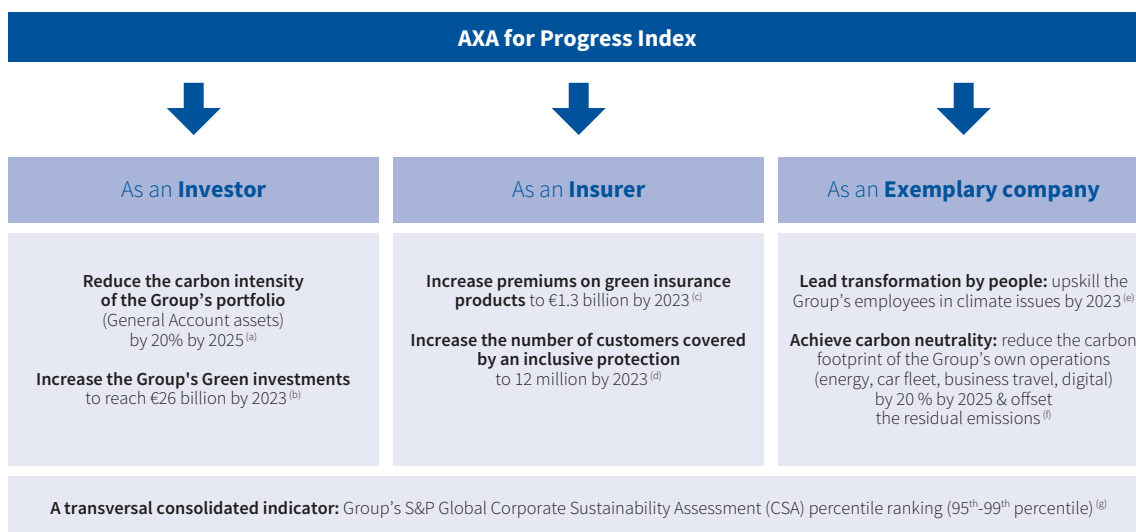 AXA for Progress Index
As an Investor
Reduce the carbon intensity
of the Group's portfolio
(General Account assets)
by 20% by 2025 (a)
Increase the Group's Green investments
to reach €26 billion by 2023 (b)
As an Insurer
Increase premiums on green insurance
products to €1.3 billion by 2023 (c)
Increase the number of customers covered
by an inclusive protection
to 12 million by 2023 (d)
As an Exemplary company
Lead transformation by people: upskill the
Group's employees in climate issues by 2023 (e)
Achieve carbon neutrality: reduce the carbon
footprint of the Group's own operations
(energy, car fleet, business travel, digital)
by 20 % by 2025 & offset
the residual emissions (f)
A transversal consolidated indicator: Group's S&P Global Corporate Sustainability Assessment (CSA) percentile ranking (95th-99th percentile) (g)